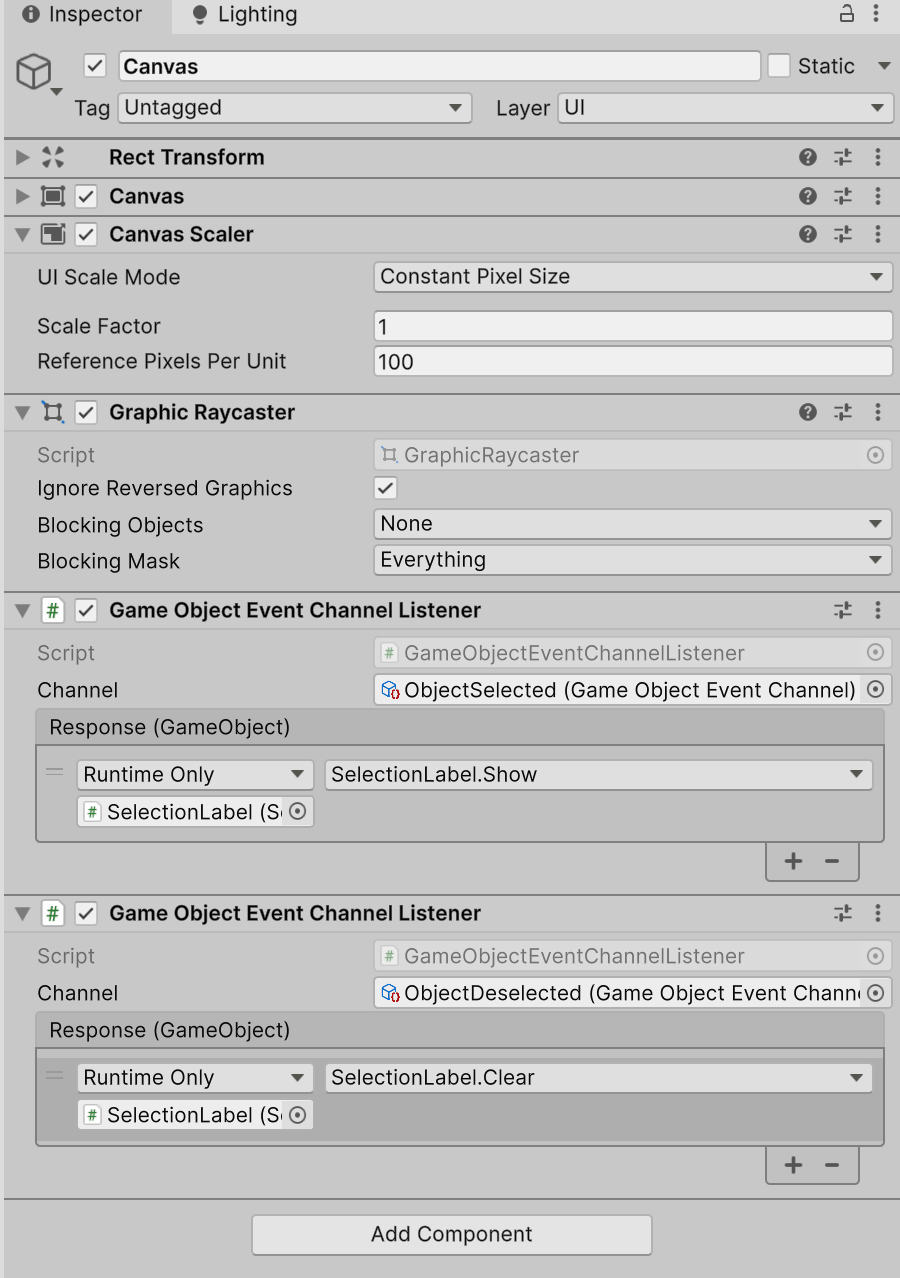 Inspector Lighting
Canvas Static
Tag Untagged Layer UI
Rect Transform
Canvas
Canvas Scaler
UI Scale Mode Constant Pixel Size
Scale Factor 1
Reference Pixels Per Unit 100
Graphic Raycaster
Script GraphicRaycaster
Ignore Reversed Graphics
Blocking Objects None
Blocking Mask Everything
# Game Object Event Channel Listener
Script # GameObjectEventChannelListener
Channel ObjectSelected (Game Object Event Channel)
Response (GameObject)
Runtime Only SelectionLabel.Show
# SelectionLabel (S
# Game Object Event Channel Listener
Script # GameObjectEventChannelListener
Channel ObjectDeselected (Game Object Event Chann
Response (GameObject)
Runtime Only SelectionLabel.Clear
# SelectionLabel (S
Add Component